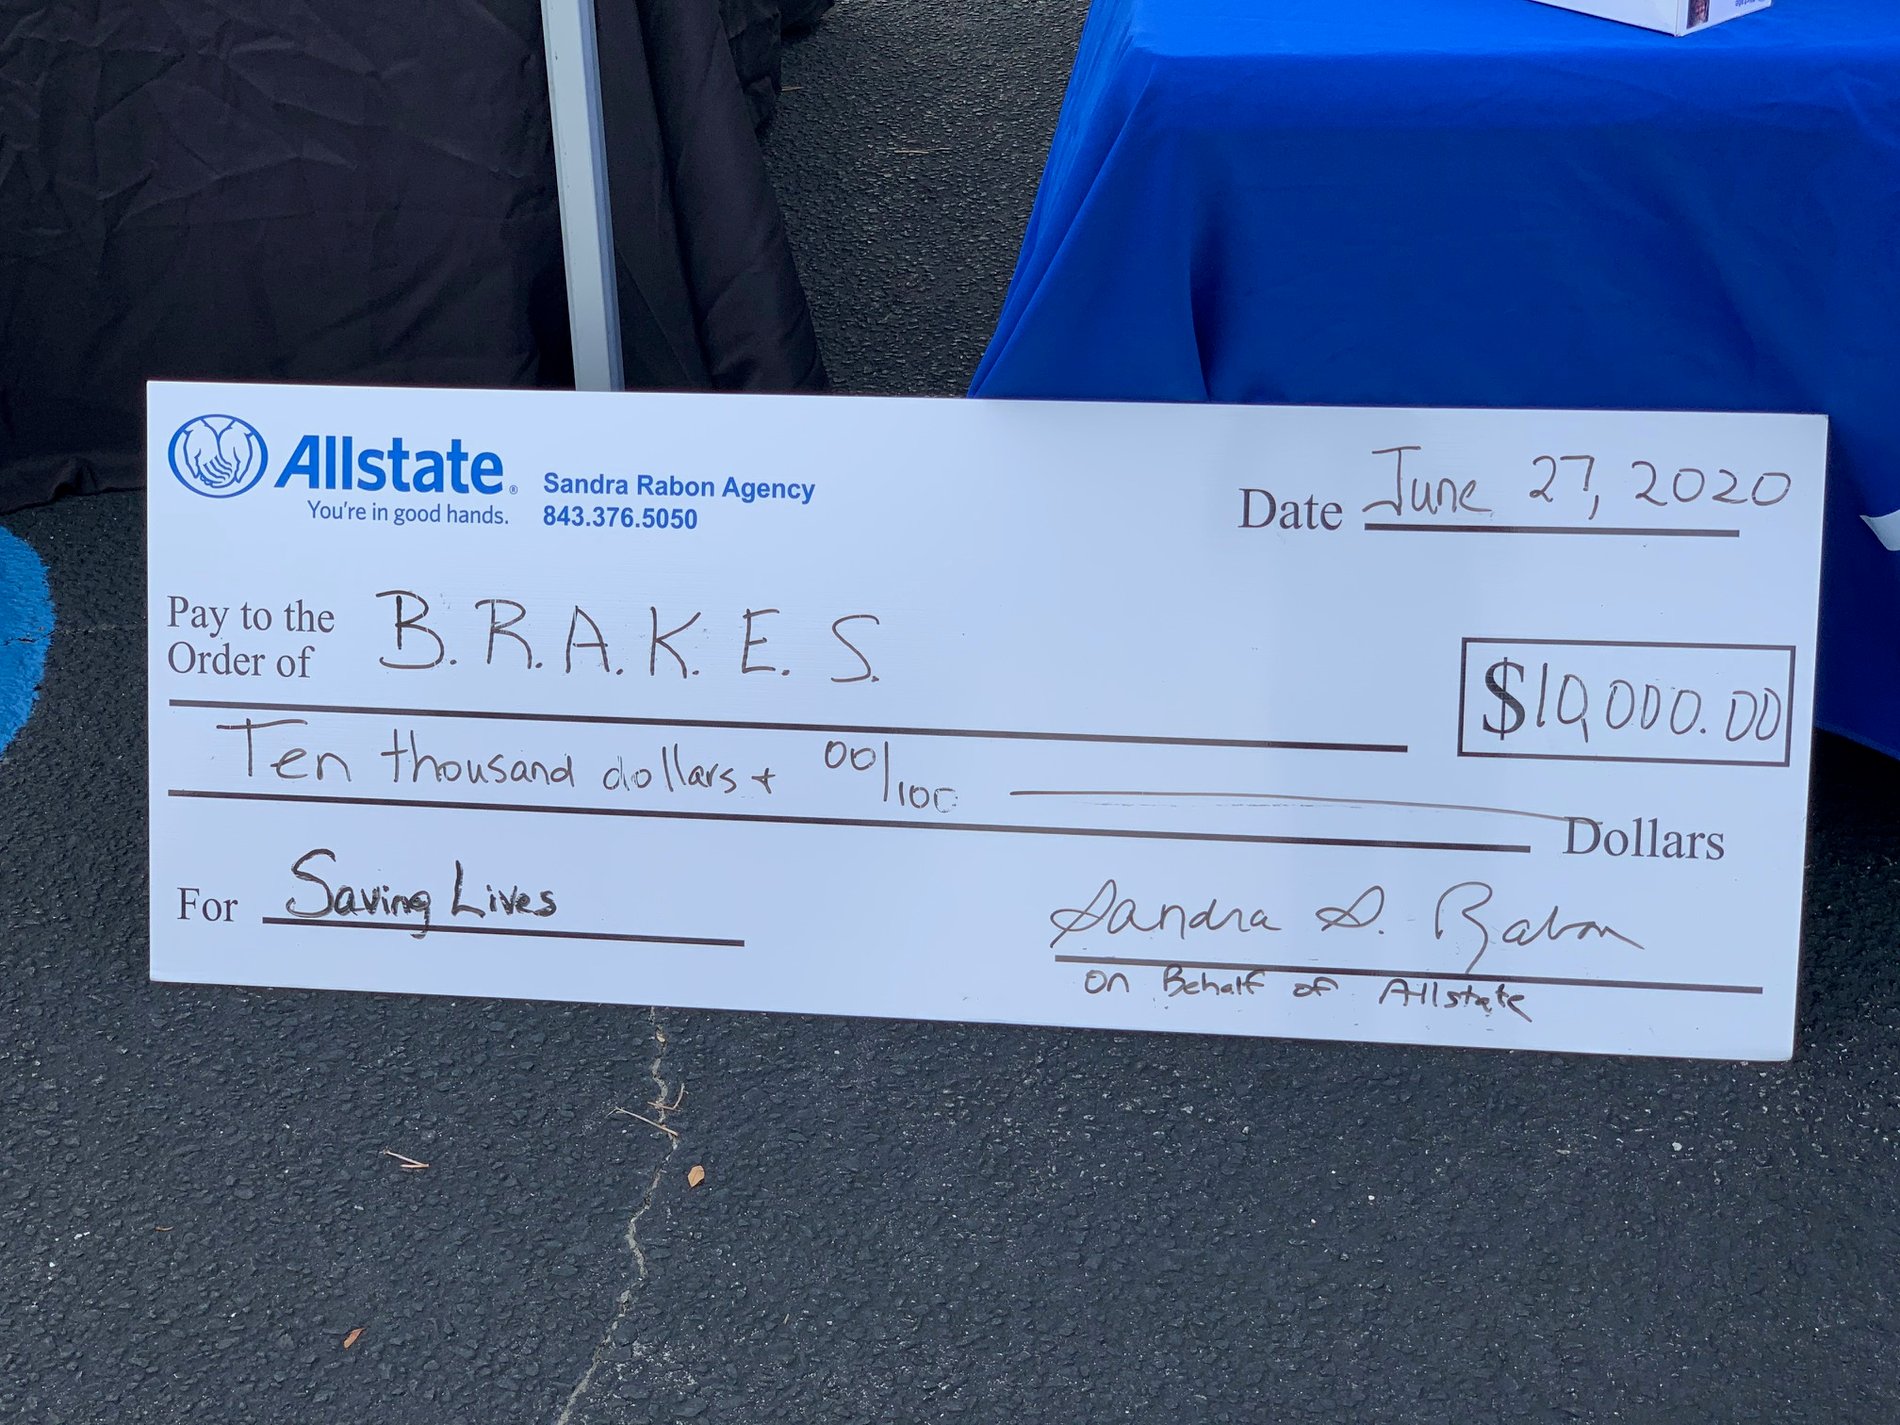 Allstate®
You're in good hands.
Sandra Rabon Agency
843.376.5050
Date June 27, 2020
Pay to the
Order of B.R.A.K.E.S.
$10,000.00
Ten thousand dollars + 00/100 Dollars
For Saving Lives
Sandra S. Rabon
on Behalf of Allstate